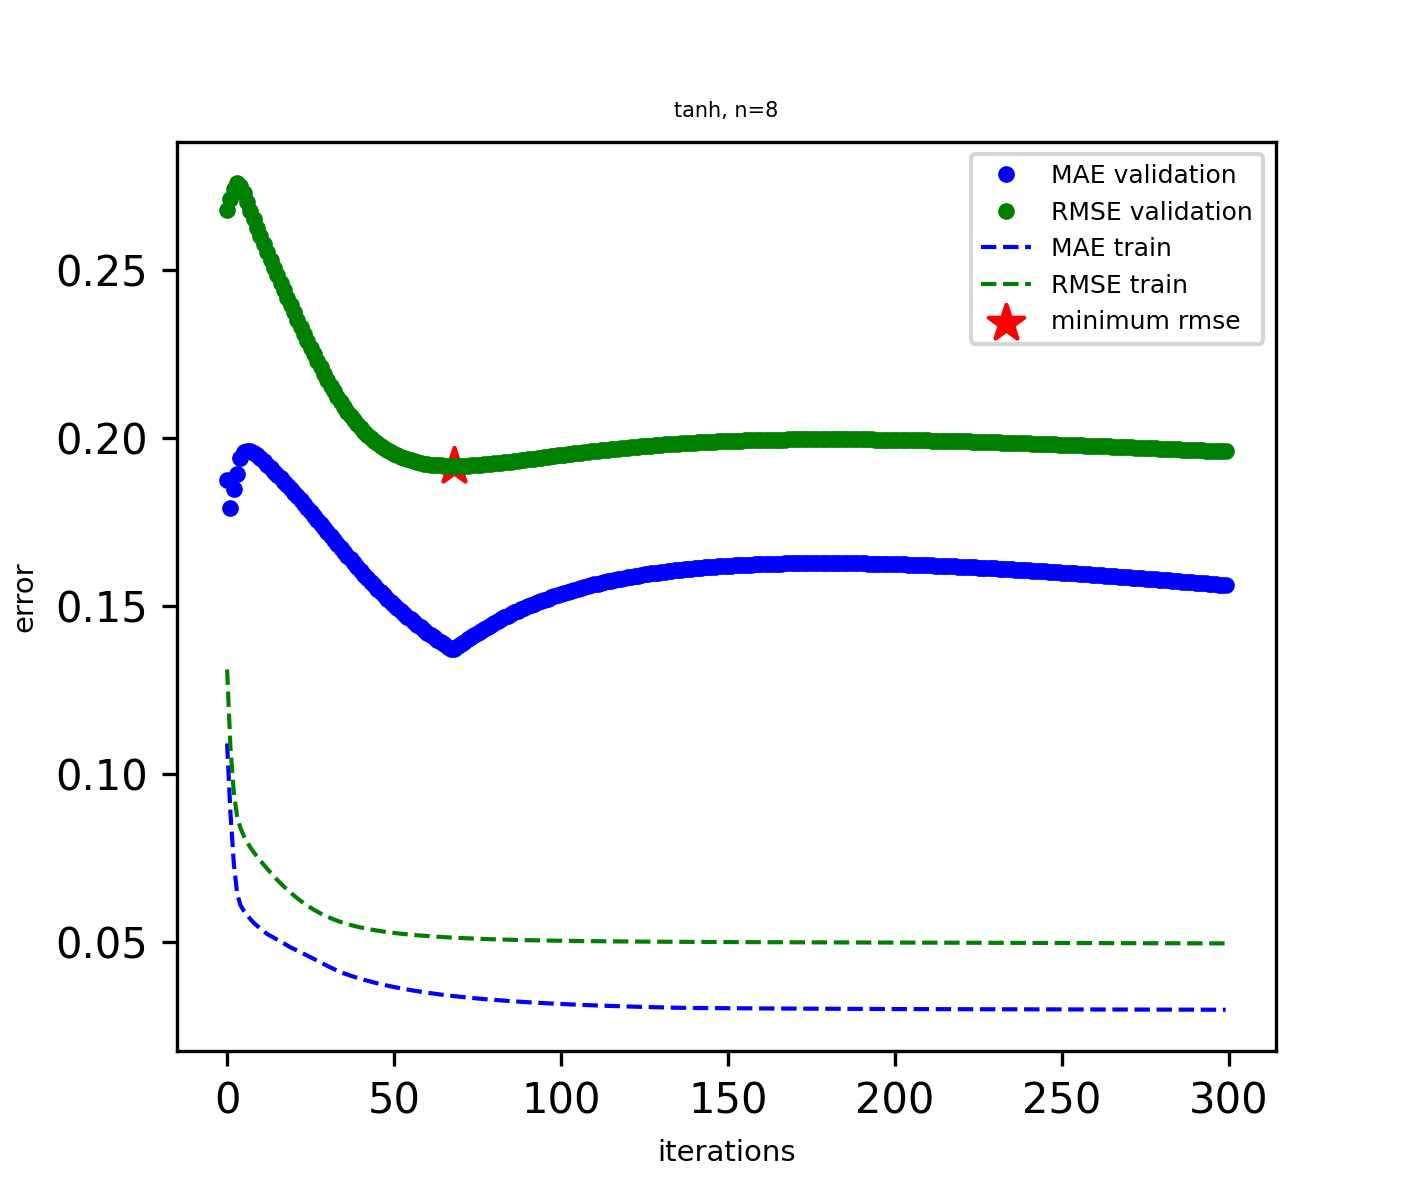 tanh, n=8
MAE validation
RMSE validation
MAE train
RMSE train
minimum rmse
0.25
0.20
0.15
0.10
0.05
error
0 50 100 150 200 250 300
iterations